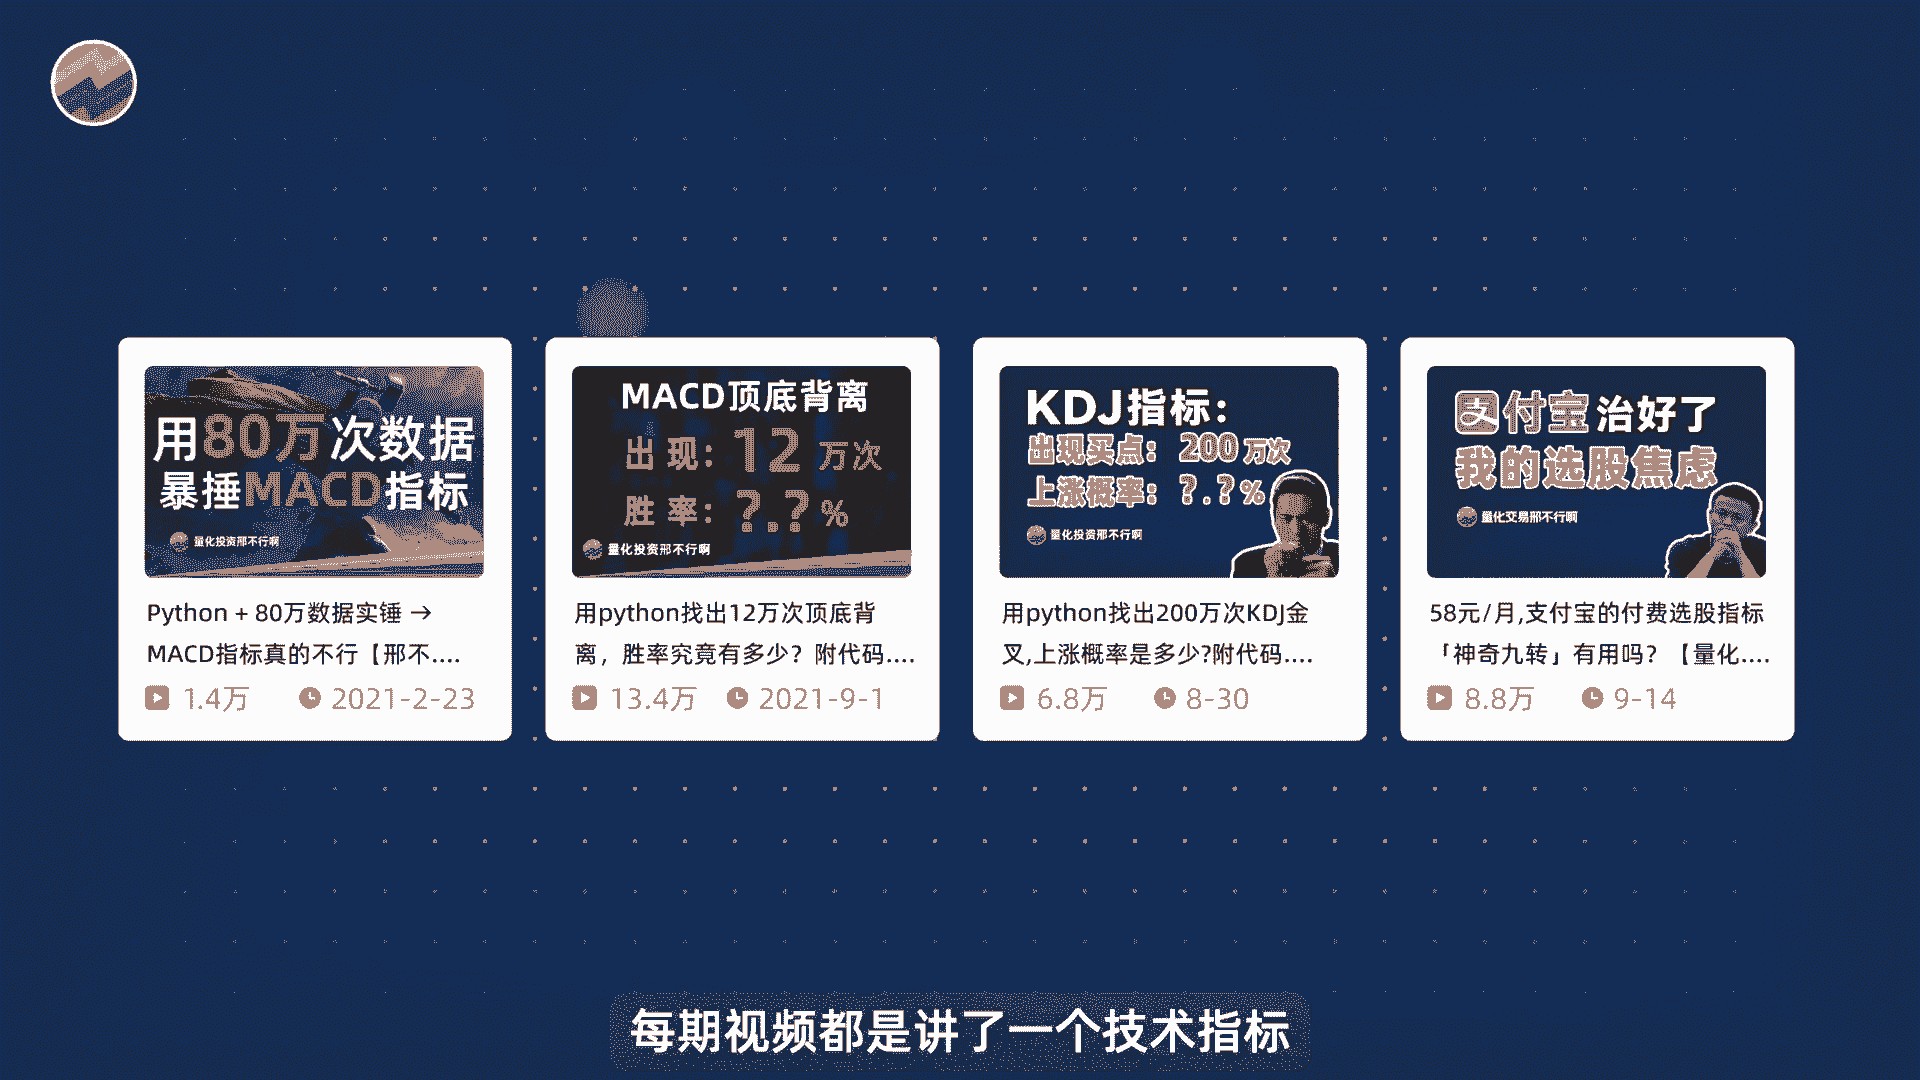 用80万次数据
暴捶MACD指标
量化投资邢不行啊
Python + 80万数据实锤 →
MACD指标真的不行【邢不....
1.4万 2021-2-23
MACD顶底背离
出 现: 12 万次
胜 率: ?.? %
量化投资邢不行啊
用python找出12万次顶底背
离，胜率究竟有多少？附代码....
13.4万 2021-9-1
KDJ指标:
出现买点: 200万次
上涨概率: ?.?%
量化投资邢不行啊
用python找出200万次KDJ金
叉,上涨概率是多少?附代码....
6.8万 8-30
支付宝治好了
我的选股焦虑
量化交易邢不行啊
58元/月,支付宝的付费选股指标
「神奇九转」有用吗？【量化....
8.8万 9-14
每期视频都是讲了一个技术指标